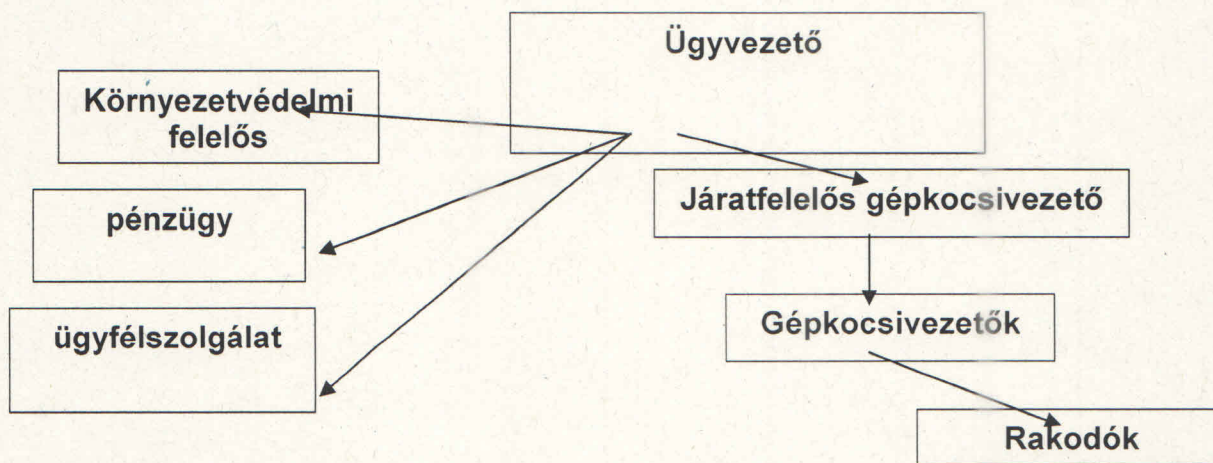 Ügyvezető
Környezetvédelmi
felelős
Járatfelelős gépkocsivezető
pénzügy
Gépkocsivezetők
ügyfélszolgálat
Rakodók